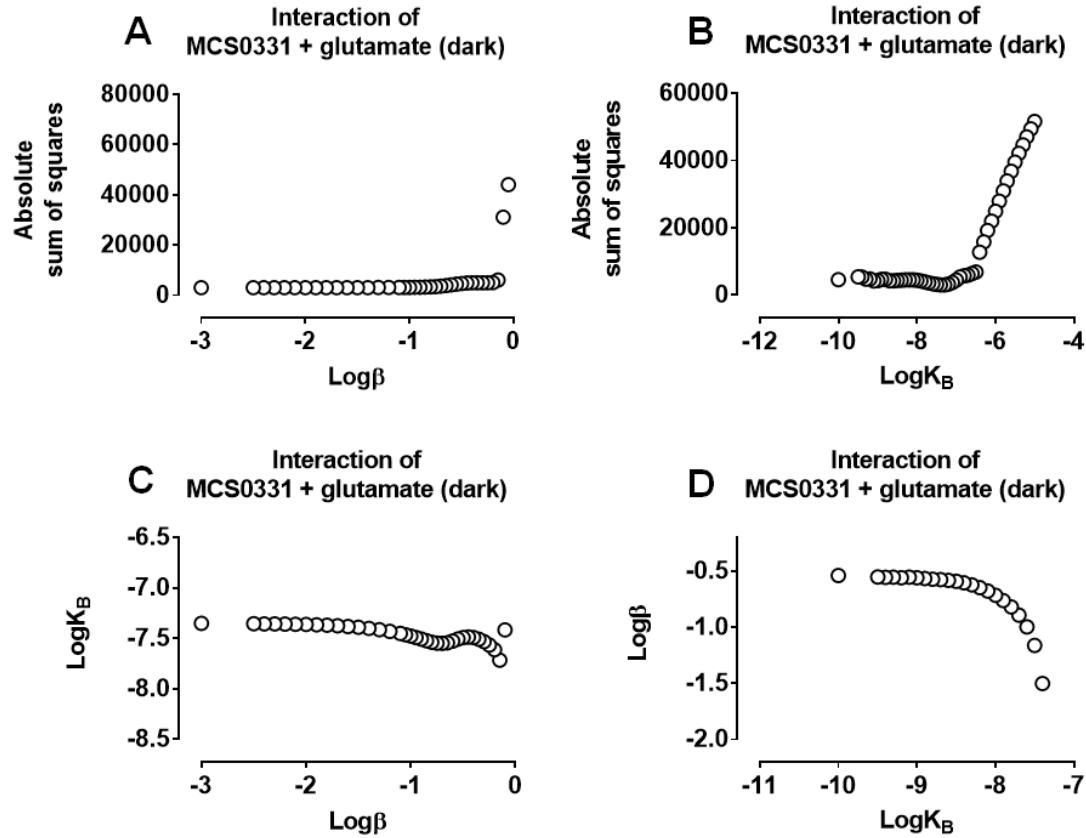 A
Interaction of
MCS0331 + glutamate (dark)
Absolute
sum of squares
80000
60000
40000
20000
0
-3
-2
-1
0
Logβ
B
Interaction of
MCS0331 + glutamate (dark)
Absolute
sum of squares
60000
40000
20000
0
-12
-10
-8
-6
-4
LogKB
C
Interaction of
MCS0331 + glutamate (dark)
LogKB
-6.5
-7.0
-7.5
-8.0
-8.5
-3
-2
-1
0
Logβ
D
Interaction of
MCS0331 + glutamate (dark)
Logβ
-0.5
-1.0
-1.5
-2.0
-11
-10
-9
-8
-7
LogKB